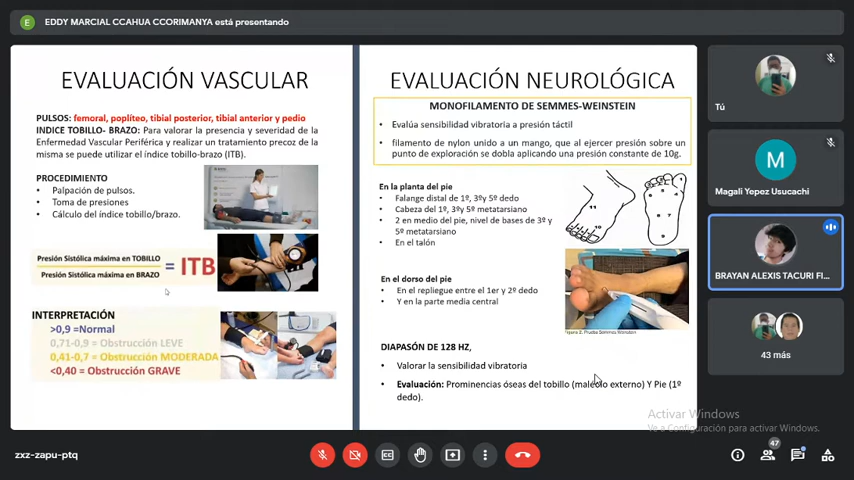 E
EDDY MARCIAL CCAHUA CCORIMANYA está presentando
EVALUACIÓN VASCULAR
PULSOS: femoral, poplíteo, tibial posterior, tibial anterior y pedio
INDICE TOBILLO- BRAZO: Para valorar la presencia y severidad de la
Enfermedad Vascular Periférica y realizar un tratamiento precoz de la
misma se puede utilizar el índice tobillo-brazo (ITB).
PROCEDIMIENTO
• Palpación de pulsos.
• Toma de presiones
• Cálculo del índice tobillo/brazo.
Presión Sistólica máxima en TOBILLO
Presión Sistólica máxima en BRAZO
= ITB
INTERPRETACIÓN
>0,9 =Normal
0,71-0,9 = Obstrucción LEVE
0,41-0,7 = Obstrucción MODERADA
<0,40 = Obstrucción GRAVE
EVALUACIÓN NEUROLÓGICA
MONOFILAMENTO DE SEMMES-WEINSTEIN
• Evalúa sensibilidad vibratoria a presión táctil
• filamento de nylon unido a un mango, que al ejercer presión sobre un
punto de exploración se dobla aplicando una presión constante de 10g.
En la planta del píe
• Falange distal de 1º, 3ºy 5º dedo
• Cabeza del 1º, 3ºy 5º metatarsiano
• 2 en medio del pie, nivel de bases de 3º y
5º metatarsiano
• En el talón
En el dorso del pie
• En el repliegue entre el 1er y 2º dedo
• Y en la parte media central
DIAPASÓN DE 128 HZ,
• Valorar la sensibilidad vibratoria
• Evaluación: Prominencias óseas del tobillo (maléolo externo) Y Pie (1º
dedo).
Tú
M
Magali Yepez Usucachi
BRAYAN ALEXIS TACURI FI...
43 más
Activar Windows
Ve a Configuración para activar Windows.
zxz-zapu-ptq
CC
47